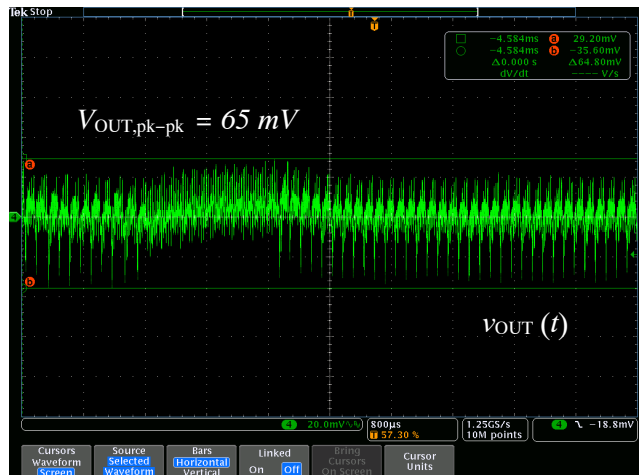 Tek Stop
T
T
-4.584ms a 29.20mV
-4.584ms b -35.60mV
Δ0.000 s Δ64.80mV
dV/dt ---- V/s
VOUT,pk-pk = 65 mV
a
4
b
vOUT (t)
4 20.0mV∿
800µs
T 57.30 %
1.25GS/s
10M points
4 -18.8mV
Cursors
Waveform
Screen
Source
Selected
Waveform
Bars
Horizontal
Vertical
Linked
On Off
Bring
Cursors
On Screen
Cursor
Units